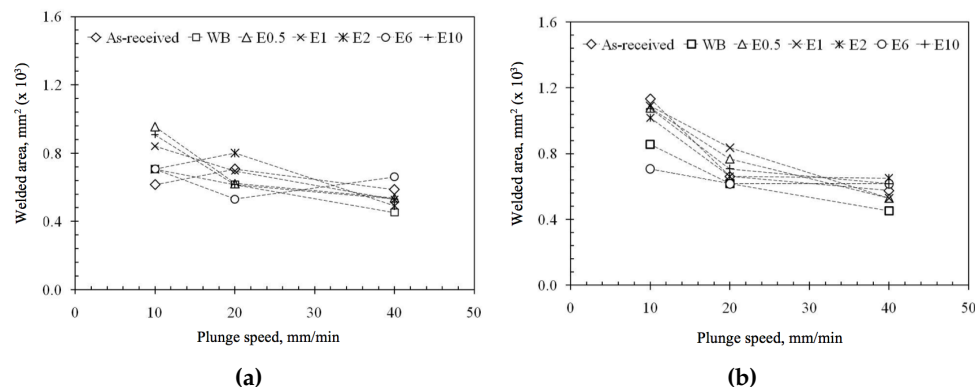 1.6
As-received WB E0.5 E1 E2 E6 E10
1.2
0.8
0.4
0.0
Welded area, mm² (x 10³)
0 10 20 30 40 50
Plunge speed, mm/min
(a)
1.6
As-received WB E0.5 E1 E2 E6 E10
1.2
0.8
0.4
0.0
Welded area, mm² (x 10³)
0 10 20 30 40 50
Plunge speed, mm/min
(b)